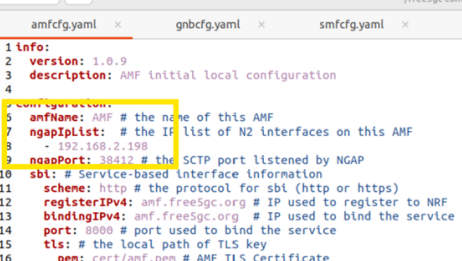 amfcfg.yaml × gnbcfg.yaml × smfcfg.yaml ×
1 info:
2 version: 1.0.9
3 description: AMF initial local configuration
4
configuration:
6 amfName: AMF # the name of this AMF
7 ngapIpList: # the IP list of N2 interfaces on this AMF
8 - 192.168.2.198
9 ngapPort: 38412 # the SCTP port listened by NGAP
10 sbi: # Service-based interface information
11 scheme: http # the protocol for sbi (http or https)
12 registerIPv4: amf.free5gc.org # IP used to register to NRF
13 bindingIPv4: amf.free5gc.org # IP used to bind the service
14 port: 8000 # port used to bind the service
15 tls: # the local path of TLS key
16 pem: cert/amf.pem # AMF TLS Certificate